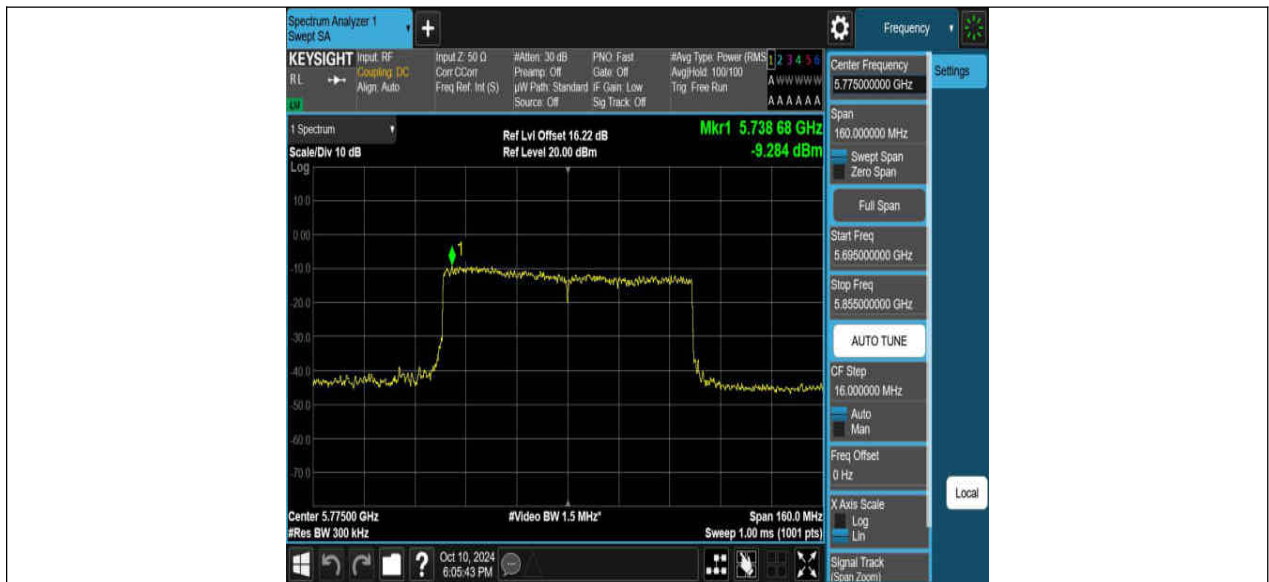 Spectrum Analyzer 1
Swept SA
+
Frequency
KEYSIGHT
RL
Input: RF
Coupling: DC
Align: Auto
Input Z: 50 Ω
Corr CCorr
Freq Ref: Int (S)
#Atten: 30 dB
Preamp: Off
µW Path: Standard
Source: Off
PNO: Fast
Gate: Off
IF Gain: Low
Sig Track: Off
#Avg Type: Power (RMS
Avg|Hold: 100/100
Trig: Free Run
1 2 3 4 5 6
A W W W W W
A A A A A A
1 Spectrum
Scale/Div 10 dB
Log
Ref Lvl Offset 16.22 dB
Ref Level 20.00 dBm
Mkr1 5.738 68 GHz
-9.284 dBm
10.0
0.00
-10.0
-20.0
-30.0
-40.0
-50.0
-60.0
-70.0
1
Center 5.77500 GHz
#Res BW 300 kHz
#Video BW 1.5 MHz*
Span 160.0 MHz
Sweep 1.00 ms (1001 pts)
?
Oct 10, 2024
6:05:43 PM
Center Frequency
5.775000000 GHz
Settings
Span
160.000000 MHz
Swept Span
Zero Span
Full Span
Start Freq
5.695000000 GHz
Stop Freq
5.855000000 GHz
AUTO TUNE
CF Step
16.000000 MHz
Auto
Man
Freq Offset
0 Hz
Local
X Axis Scale
Log
Lin
Signal Track
(Span Zoom)